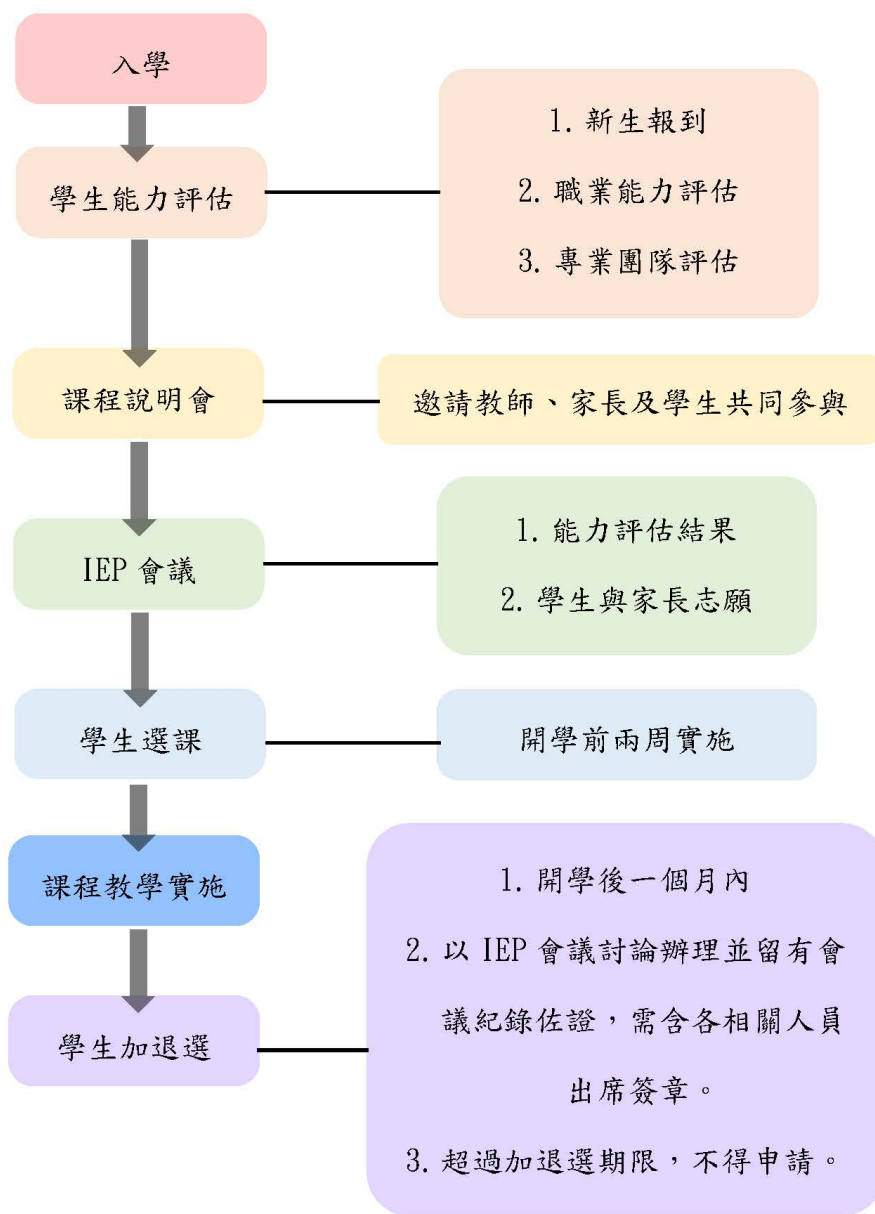 入學
學生能力評估
1. 新生報到
2. 職業能力評估
3. 專業團隊評估
課程說明會
邀請教師、家長及學生共同參與
IEP 會議
1. 能力評估結果
2. 學生與家長志願
學生選課
開學前兩周實施
課程教學實施
學生加退選
1. 開學後一個月內
2. 以 IEP 會議討論辦理並留有會
議紀錄佐證，需含各相關人員
出席簽章。
3. 超過加退選期限，不得申請。